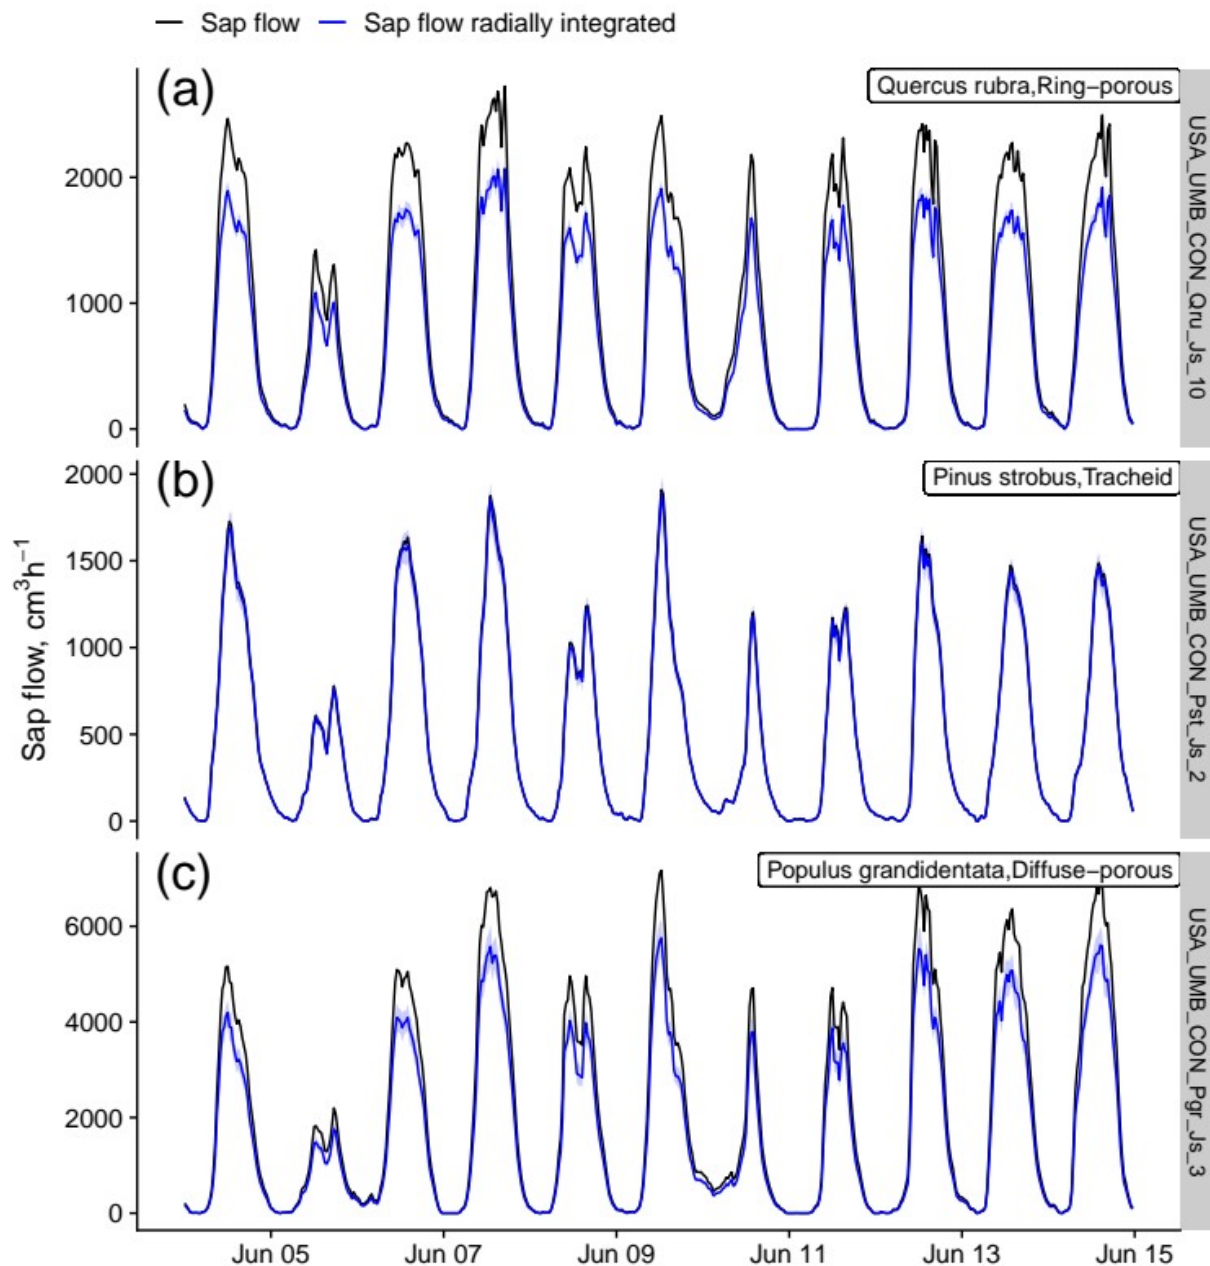 Sap flow Sap flow radially integrated
(a)
Quercus rubra,Ring−porous
USA_UMB_CON_Qru_Js_10
2000
1000
0
(b)
Pinus strobus,Tracheid
USA_UMB_CON_Pst_Js_2
2000
1500
1000
500
0
Sap flow, cm³h⁻¹
(c)
Populus grandidentata,Diffuse−porous
USA_UMB_CON_Pgr_Js_3
6000
4000
2000
0
Jun 05 Jun 07 Jun 09 Jun 11 Jun 13 Jun 15